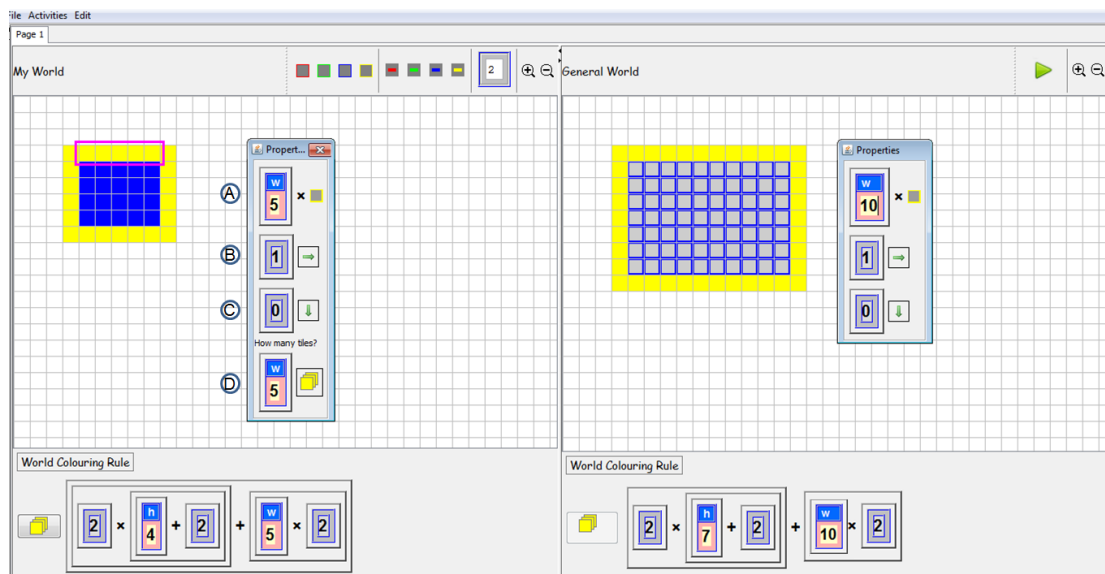 ile Activities Edit
Page 1
My World
2
General World
Propert...
A
w
5 ×
B
1
C
0
How many tiles?
D
w
5
Properties
w
10 ×
1
0
World Colouring Rule
2 × h 4 + 2 + w 5 × 2
World Colouring Rule
2 × h 7 + 2 + w 10 × 2